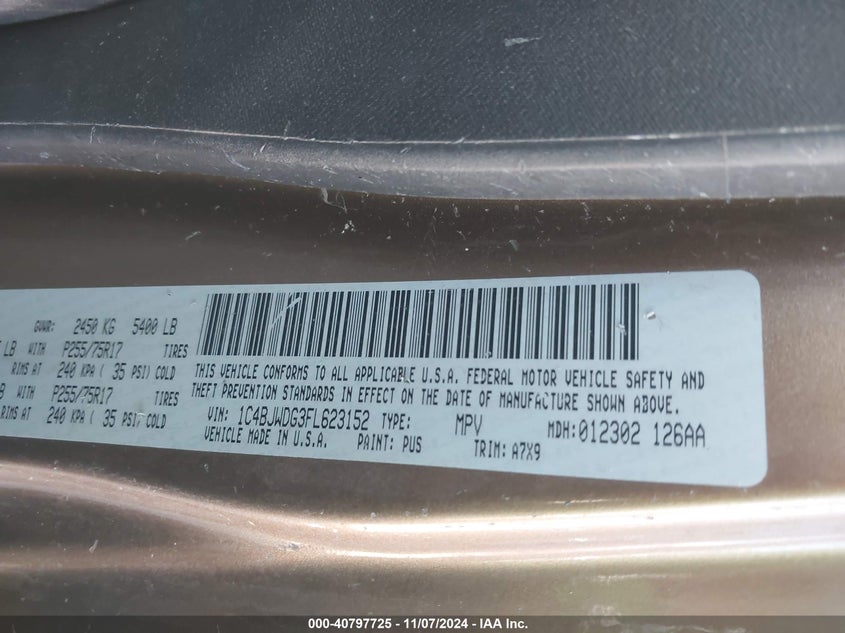 GVWR: 2450 KG 5400 LB
LB WITH P255/75R17 TIRES
RIMS AT 240 KPA ( 35 PSI) COLD
LB WITH P255/75R17 TIRES
RIMS AT 240 KPA ( 35 PSI) COLD
THIS VEHICLE CONFORMS TO ALL APPLICABLE U.S.A. FEDERAL MOTOR VEHICLE SAFETY AND
THEFT PREVENTION STANDARDS IN EFFECT ON THE DATE OF MANUFACTURE SHOWN ABOVE.
VIN: 1C4BJWDG3FL623152 TYPE: MPV MDH:012302 126AA
VEHICLE MADE IN U.S.A. PAINT: PUS TRIM: A7X9
000-40797725 - 11/07/2024 - IAA Inc.